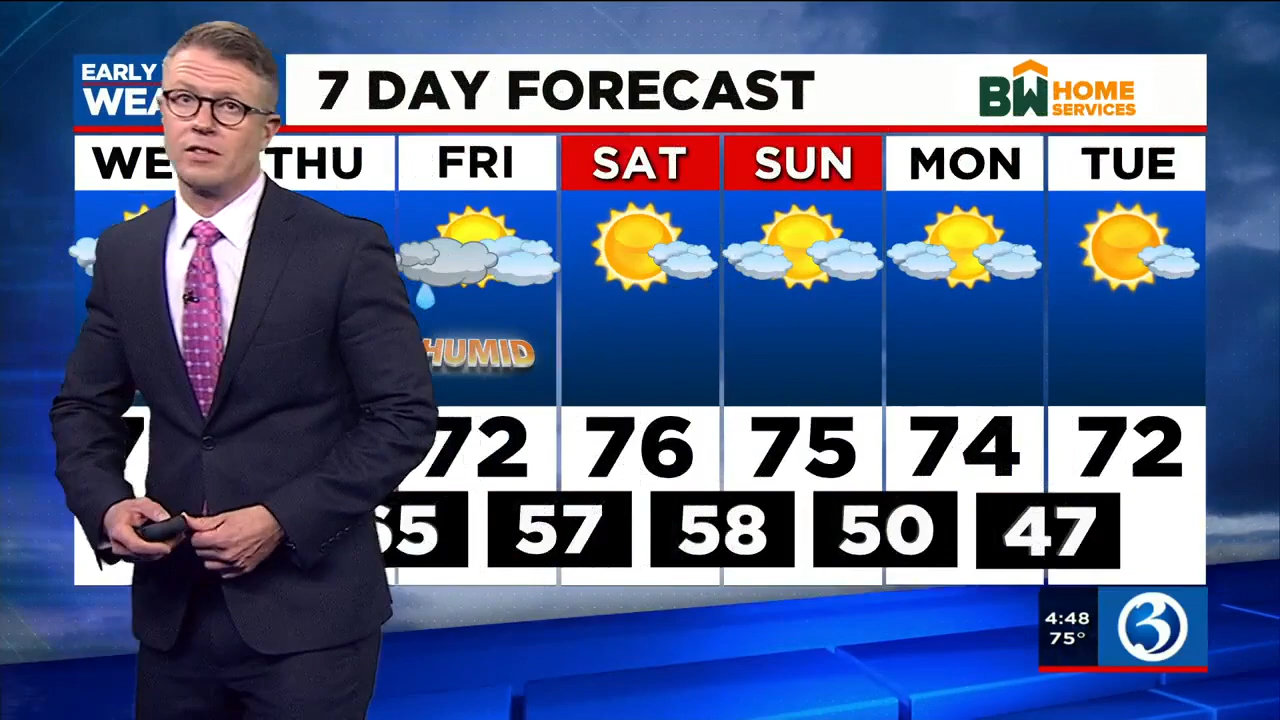 EARLY
WEA
7 DAY FORECAST
BW HOME
SERVICES
WE THU FRI SAT SUN MON TUE
HUMID
7 72 76 75 74 72
65 57 58 50 47
4:48
75°
3